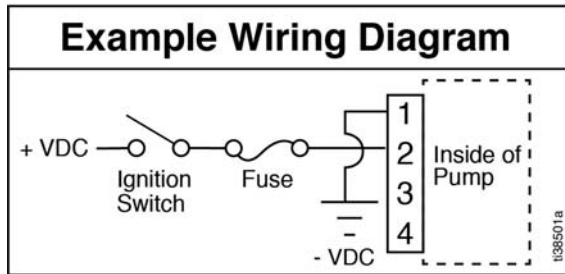 Example Wiring Diagram
+ VDC
Ignition
Switch
Fuse
1
2
3
4
Inside of
Pump
- VDC
ti38501a